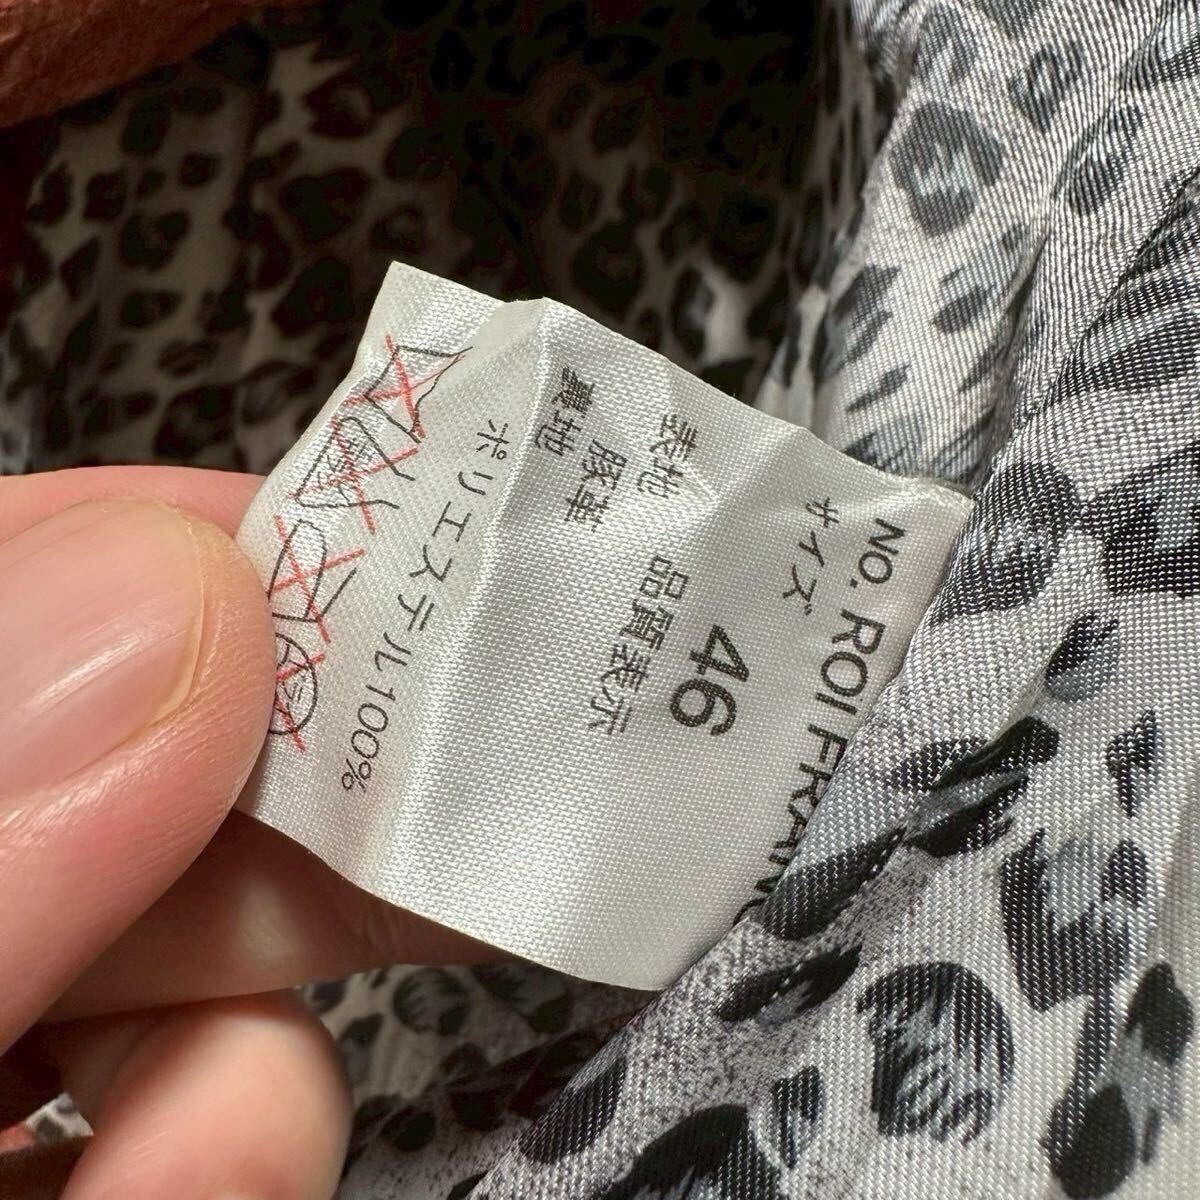 NO. ROI FRANC
サイズ 46
品質表示
表地 豚革
裏地
ポリエステル100%